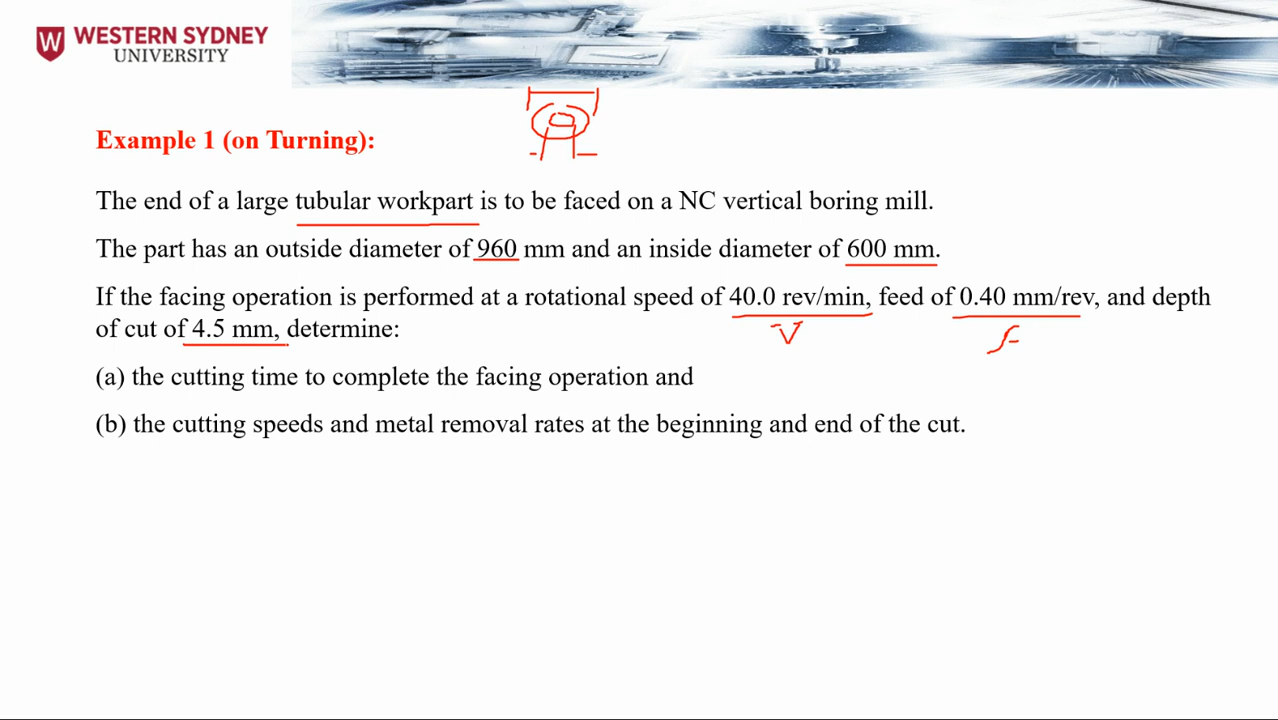 WESTERN SYDNEY
UNIVERSITY
Example 1 (on Turning):
The end of a large tubular workpart is to be faced on a NC vertical boring mill.
The part has an outside diameter of 960 mm and an inside diameter of 600 mm.
If the facing operation is performed at a rotational speed of 40.0 rev/min, feed of 0.40 mm/rev, and depth
of cut of 4.5 mm, determine:
V
(a) the cutting time to complete the facing operation and
(b) the cutting speeds and metal removal rates at the beginning and end of the cut.